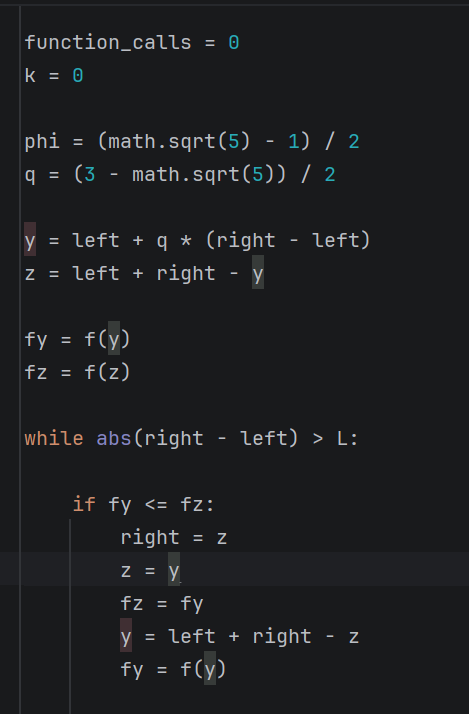 function_calls = 0
k = 0
phi = (math.sqrt(5) - 1) / 2
q = (3 - math.sqrt(5)) / 2
y = left + q * (right - left)
z = left + right - y
fy = f(y)
fz = f(z)
while abs(right - left) > L:
if fy <= fz:
right = z
z = y
fz = fy
y = left + right - z
fy = f(y)